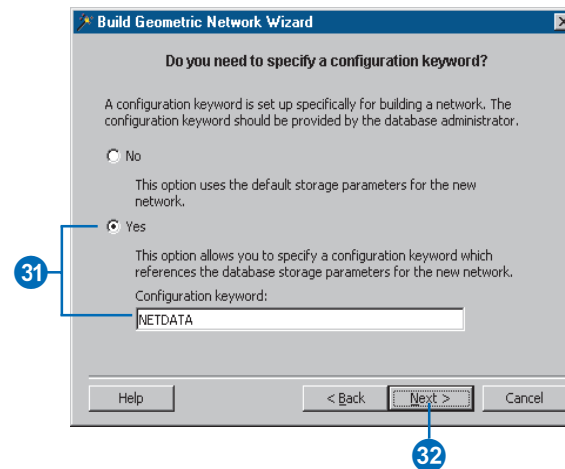 Build Geometric Network Wizard
Do you need to specify a configuration keyword?
A configuration keyword is set up specifically for building a network. The
configuration keyword should be provided by the database administrator.
No
This option uses the default storage parameters for the new
network.
Yes
This option allows you to specify a configuration keyword which
references the database storage parameters for the new network.
31
Configuration keyword:
NETDATA
Help
< Back
Next >
Cancel
32